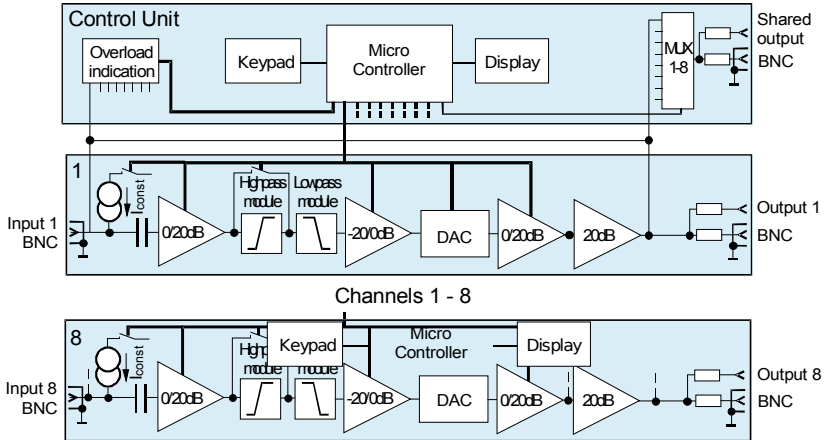 Control Unit
Shared
output
BNC
Overload
indication
Keypad
Micro
Controller
Display
MUX
1-8
1
Iconst
Highpass
module
Lowpass
module
Input 1
BNC
0/20dB
-20/0dB
DAC
0/20dB
20dB
Output 1
BNC
Channels 1 - 8
8
Iconst
Highpass
module
Lowpass
module
Keypad
Micro
Controller
Display
Input 8
BNC
0/20dB
-20/0dB
DAC
0/20dB
20dB
Output 8
BNC